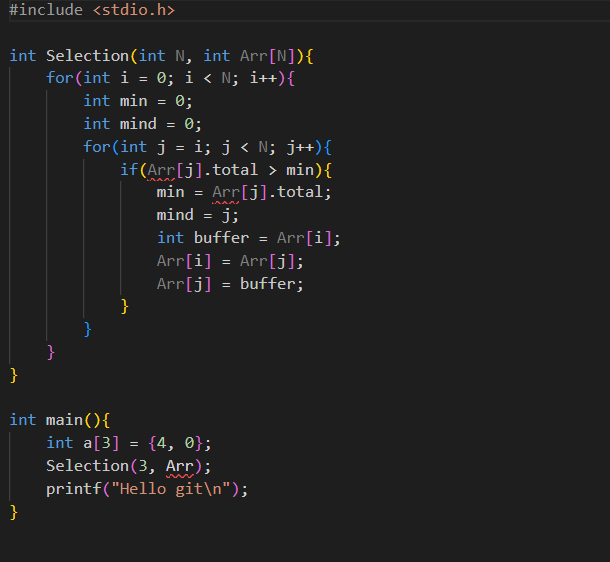 #include <stdio.h>

int Selection(int N, int Arr[N]){
    for(int i = 0; i < N; i++){
        int min = 0;
        int mind = 0;
        for(int j = i; j < N; j++){
            if(Arr[j].total > min){
                min = Arr[j].total;
                mind = j;
                int buffer = Arr[i];
                Arr[i] = Arr[j];
                Arr[j] = buffer;
            }
        }
    }
}

int main(){
    int a[3] = {4, 0};
    Selection(3, Arr);
    printf("Hello git\n");
}